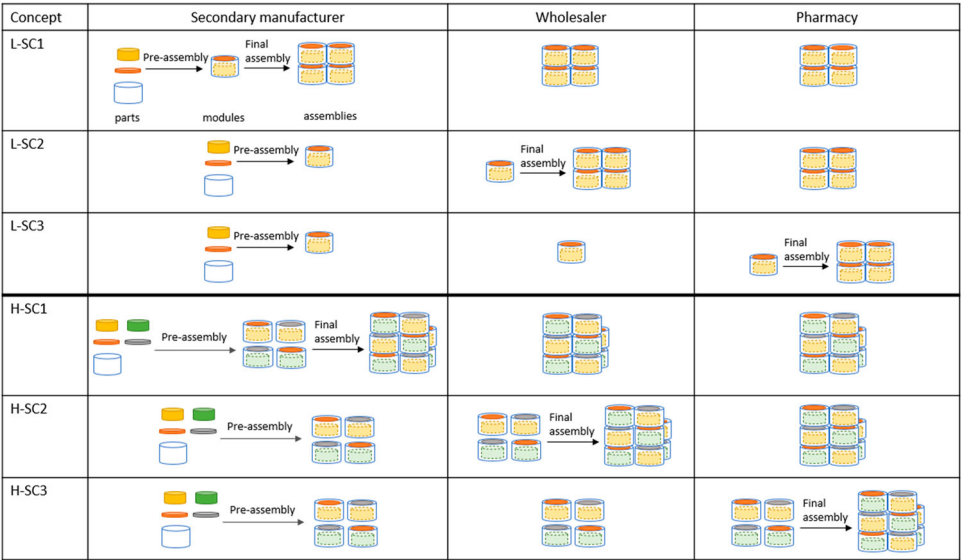 Concept Secondary manufacturer Wholesaler Pharmacy
L-SC1
Pre-assembly
Final
assembly
parts modules assemblies
L-SC2
Pre-assembly
Final
assembly
L-SC3
Pre-assembly
Final
assembly
H-SC1
Pre-assembly
Final
assembly
H-SC2
Pre-assembly
Final
assembly
H-SC3
Pre-assembly
Final
assembly